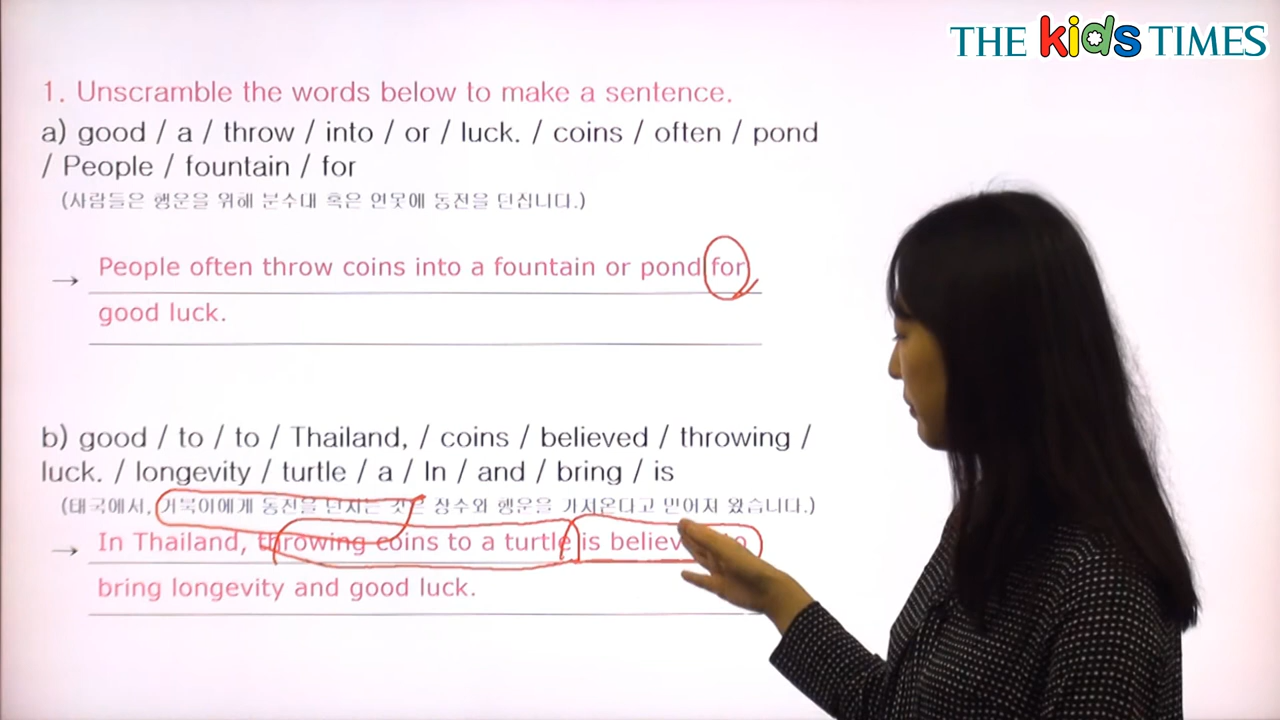 THE kids TIMES
1. Unscramble the words below to make a sentence.
a) good / a / throw / into / or / luck. / coins / often / pond
/ People / fountain / for
(사람들은 행운을 위해 분수대 혹은 연못에 동전을 던집니다.)
→ People often throw coins into a fountain or pond for
good luck.
b) good / to / to / Thailand, / coins / believed / throwing /
luck. / longevity / turtle / a / In / and / bring / is
(태국에서, 거북이에게 동전을 던지는 것은 장수와 행운을 가져온다고 믿어져 왔습니다.)
→ In Thailand, throwing coins to a turtle is
bring longevity and good luck.